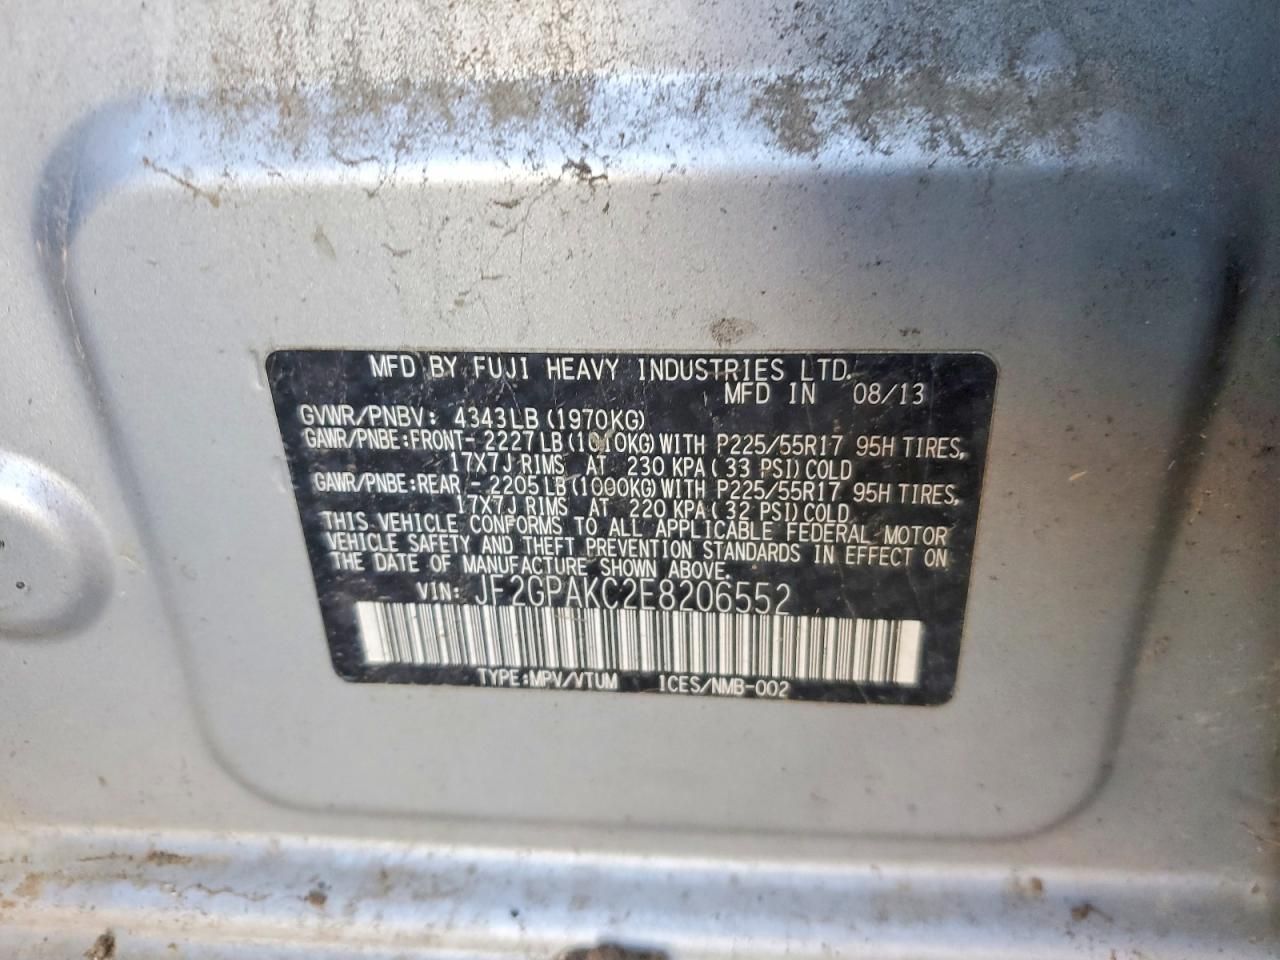 MFD BY FUJI HEAVY INDUSTRIES LTD.
MFD IN 08/13
GVWR/PNBV: 4343LB (1970KG)
GAWR/PNBE:FRONT- 2227LB(1010KG)WITH P225/55R17 95H TIRES,
17X7J RIMS AT 230 KPA( 33 PSI)COLD
GAWR/PNBE:REAR - 2205LB(1000KG)WITH P225/55R17 95H TIRES,
17X7J RIMS AT 220 KPA( 32 PSI)COLD
THIS VEHICLE CONFORMS TO ALL APPLICABLE FEDERAL MOTOR
VEHICLE SAFETY AND THEFT PREVENTION STANDARDS IN EFFECT ON
THE DATE OF MANUFACTURE SHOWN ABOVE.
VIN: JF2GPAKC2E8206552
TYPE:MPV/VTUM ICES/NMB-002